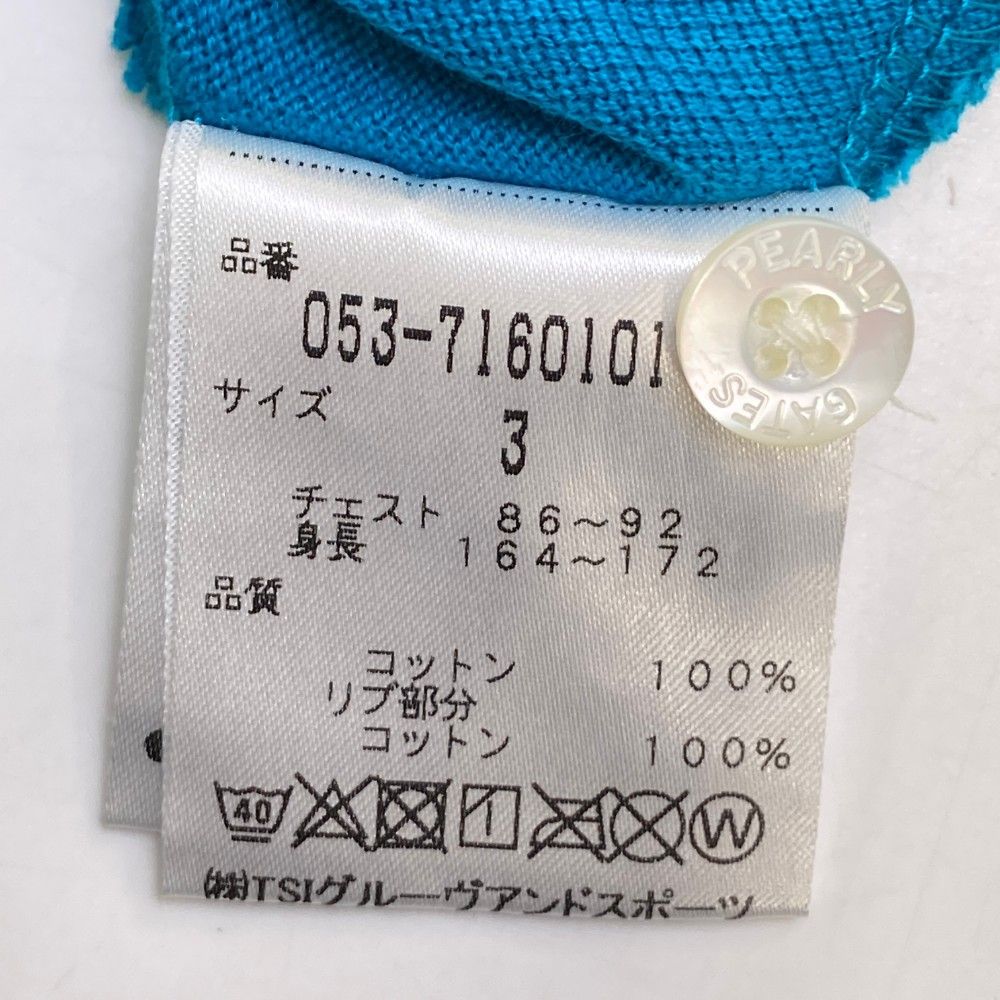 品番
053-7160101
PEARLY
GATES
サイズ
3
チェスト 86～92
身長 164～172
品質
コットン 100%
リブ部分
コットン 100%
40
W
㈱TSIグルーヴアンドスポーツ